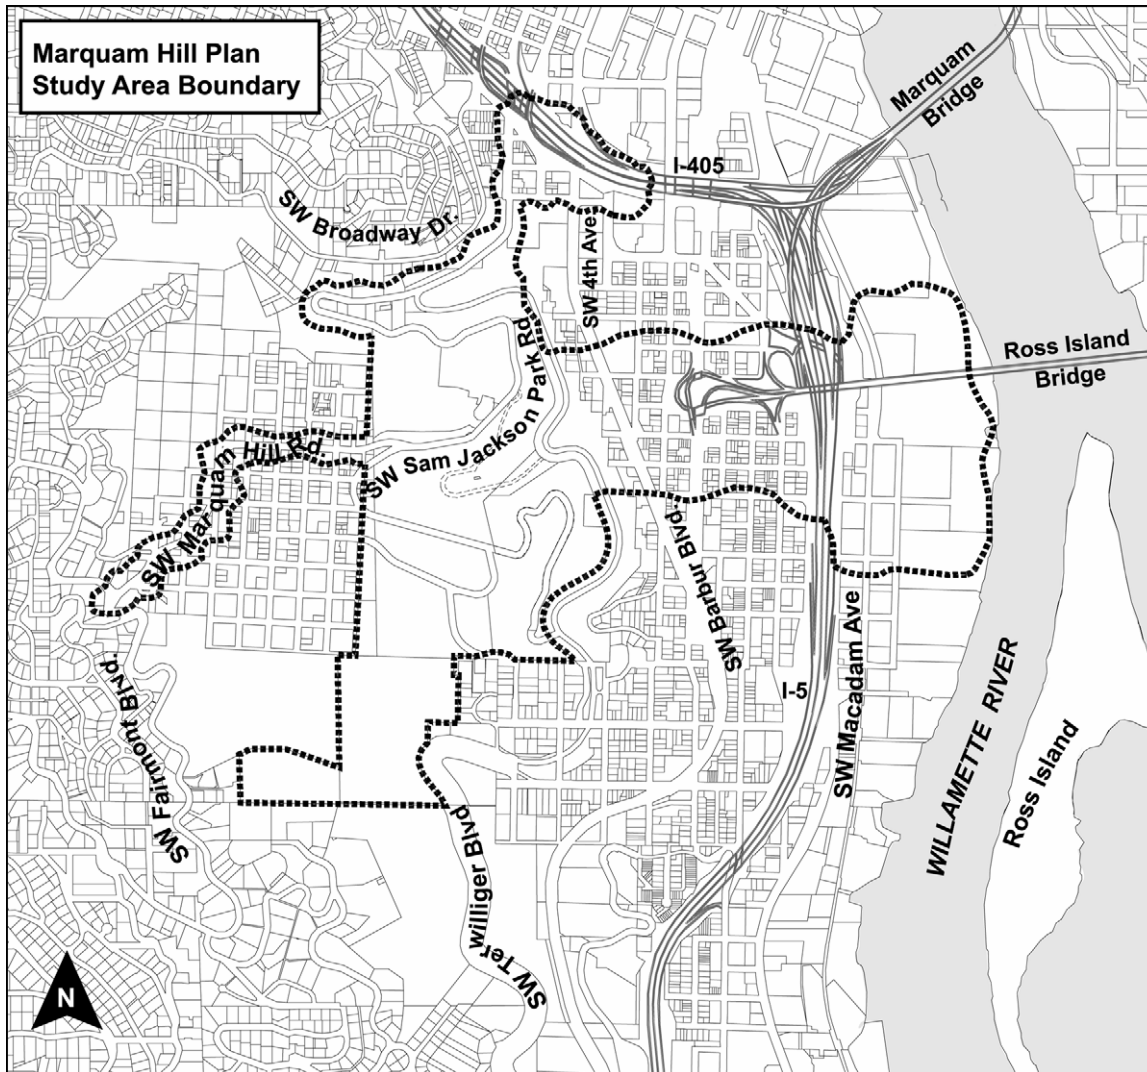 Marquam Hill Plan
Study Area Boundary
Marquam
Bridge
I-405
SW Broadway Dr.
SW 4th Ave
Ross Island
Bridge
SW Sam Jackson Park Rd
SW Marquam Hill Rd.
SW Barbur Blvd.
SW Fairmont Blvd.
I-5
SW Macadam Ave
WILLAMETTE RIVER
Ross Island
SW Terwilliger Blvd.
N